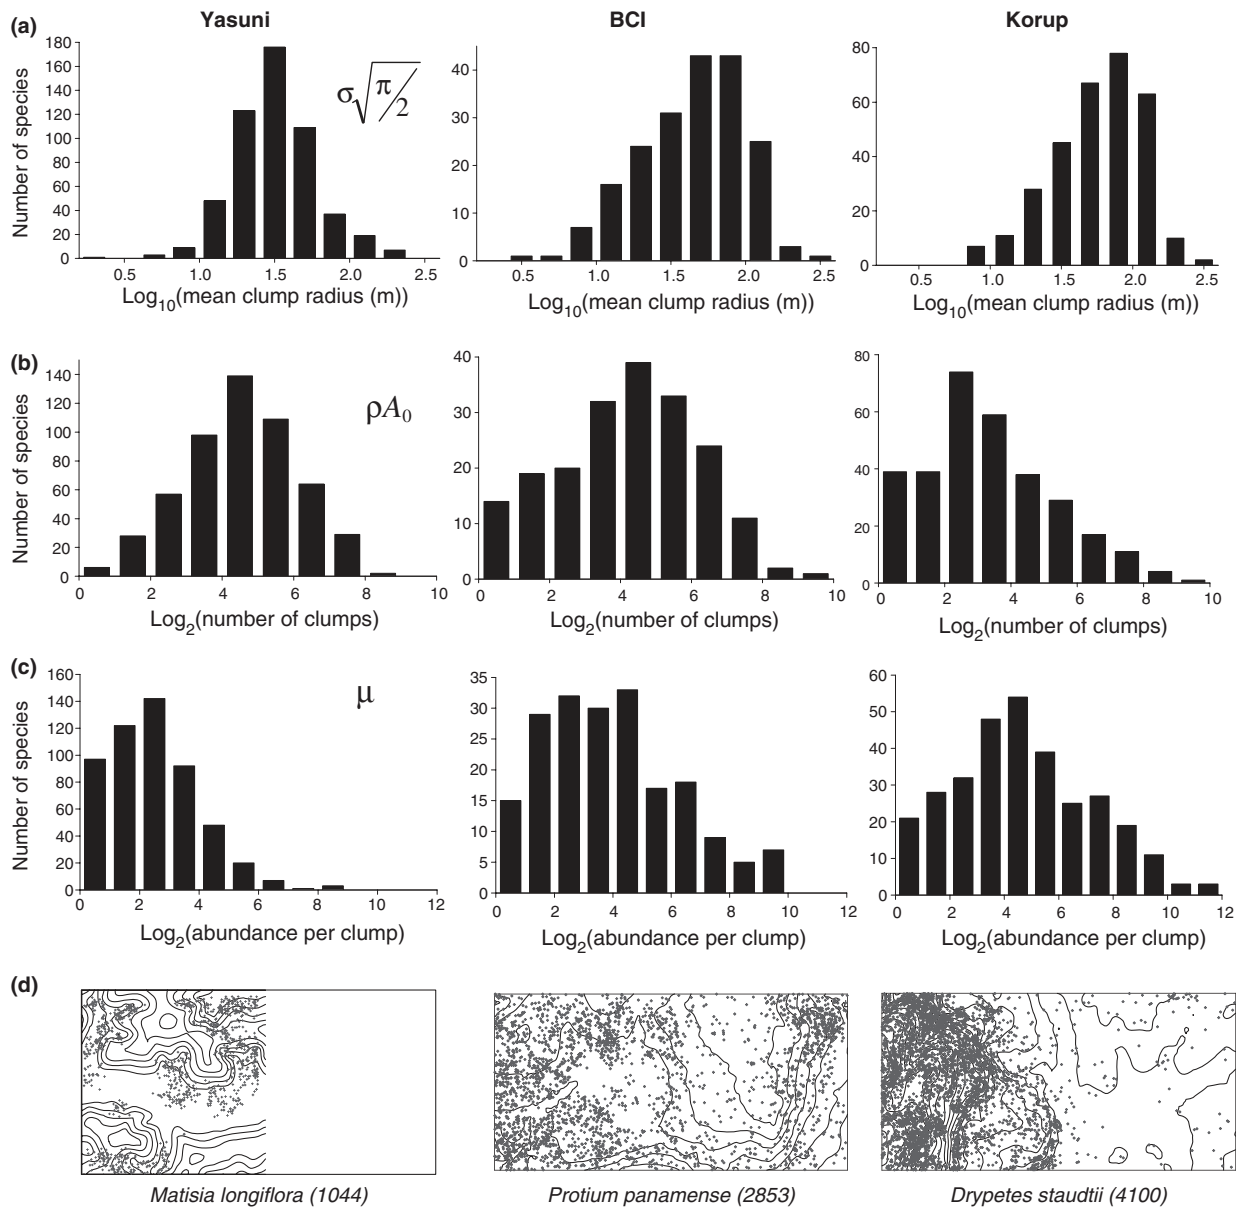 Yasuni BCI Korup
(a)
Number of species
180
160
140
120
100
80
60
40
20
0
σ√π/2
0.5 1.0 1.5 2.0 2.5
Log10(mean clump radius (m))
40
30
20
10
0
0.5 1.0 1.5 2.0 2.5
Log10(mean clump radius (m))
80
60
40
20
0
0.5 1.0 1.5 2.0 2.5
Log10(mean clump radius (m))
(b)
Number of species
140
120
100
80
60
40
20
0
ρA0
0 2 4 6 8 10
Log2(number of clumps)
40
30
20
10
0
0 2 4 6 8 10
Log2(number of clumps)
80
60
40
20
0
0 2 4 6 8 10
Log2(number of clumps)
(c)
Number of species
160
140
120
100
80
60
40
20
0
μ
0 2 4 6 8 10 12
Log2(abundance per clump)
35
30
25
20
15
10
5
0
0 2 4 6 8 10 12
Log2(abundance per clump)
60
50
40
30
20
10
0
0 2 4 6 8 10 12
Log2(abundance per clump)
(d)
Matisia longiflora (1044)
Protium panamense (2853)
Drypetes staudtii (4100)